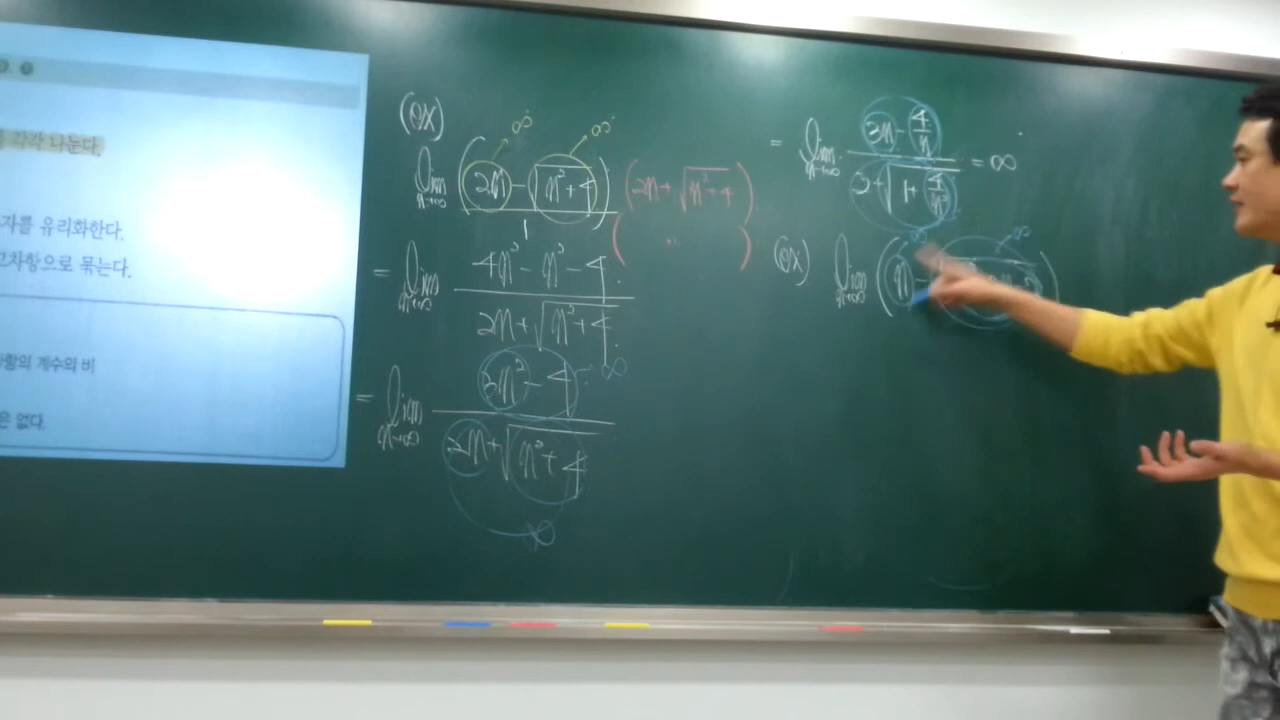 각각 나눈다.
자를 유리화한다.
고차항으로 묶는다.
항의 계수의 비
은 없다.
(ex)
lim n→∞ (2n - √(n²+4)) / 1 (2n + √(n²+4))
∞ ∞
= lim n→∞ (4n² - n² - 4) / (2n + √(n²+4))
= lim n→∞ (3n² - 4) / (2n + √(n²+4))
∞
∞
= lim n→∞ (3n - 4/n) / (2 + √(1 + 4/n²)) = ∞
(ex) lim n→∞ (n -
∞ ∞